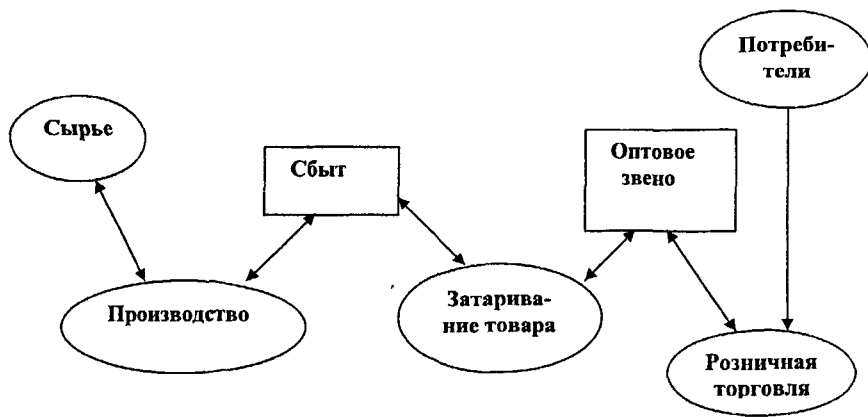 Потреби-
тели
Сырье
Сбыт
Оптовое
звено
Производство
Затарива-
ние товара
Розничная
торговля